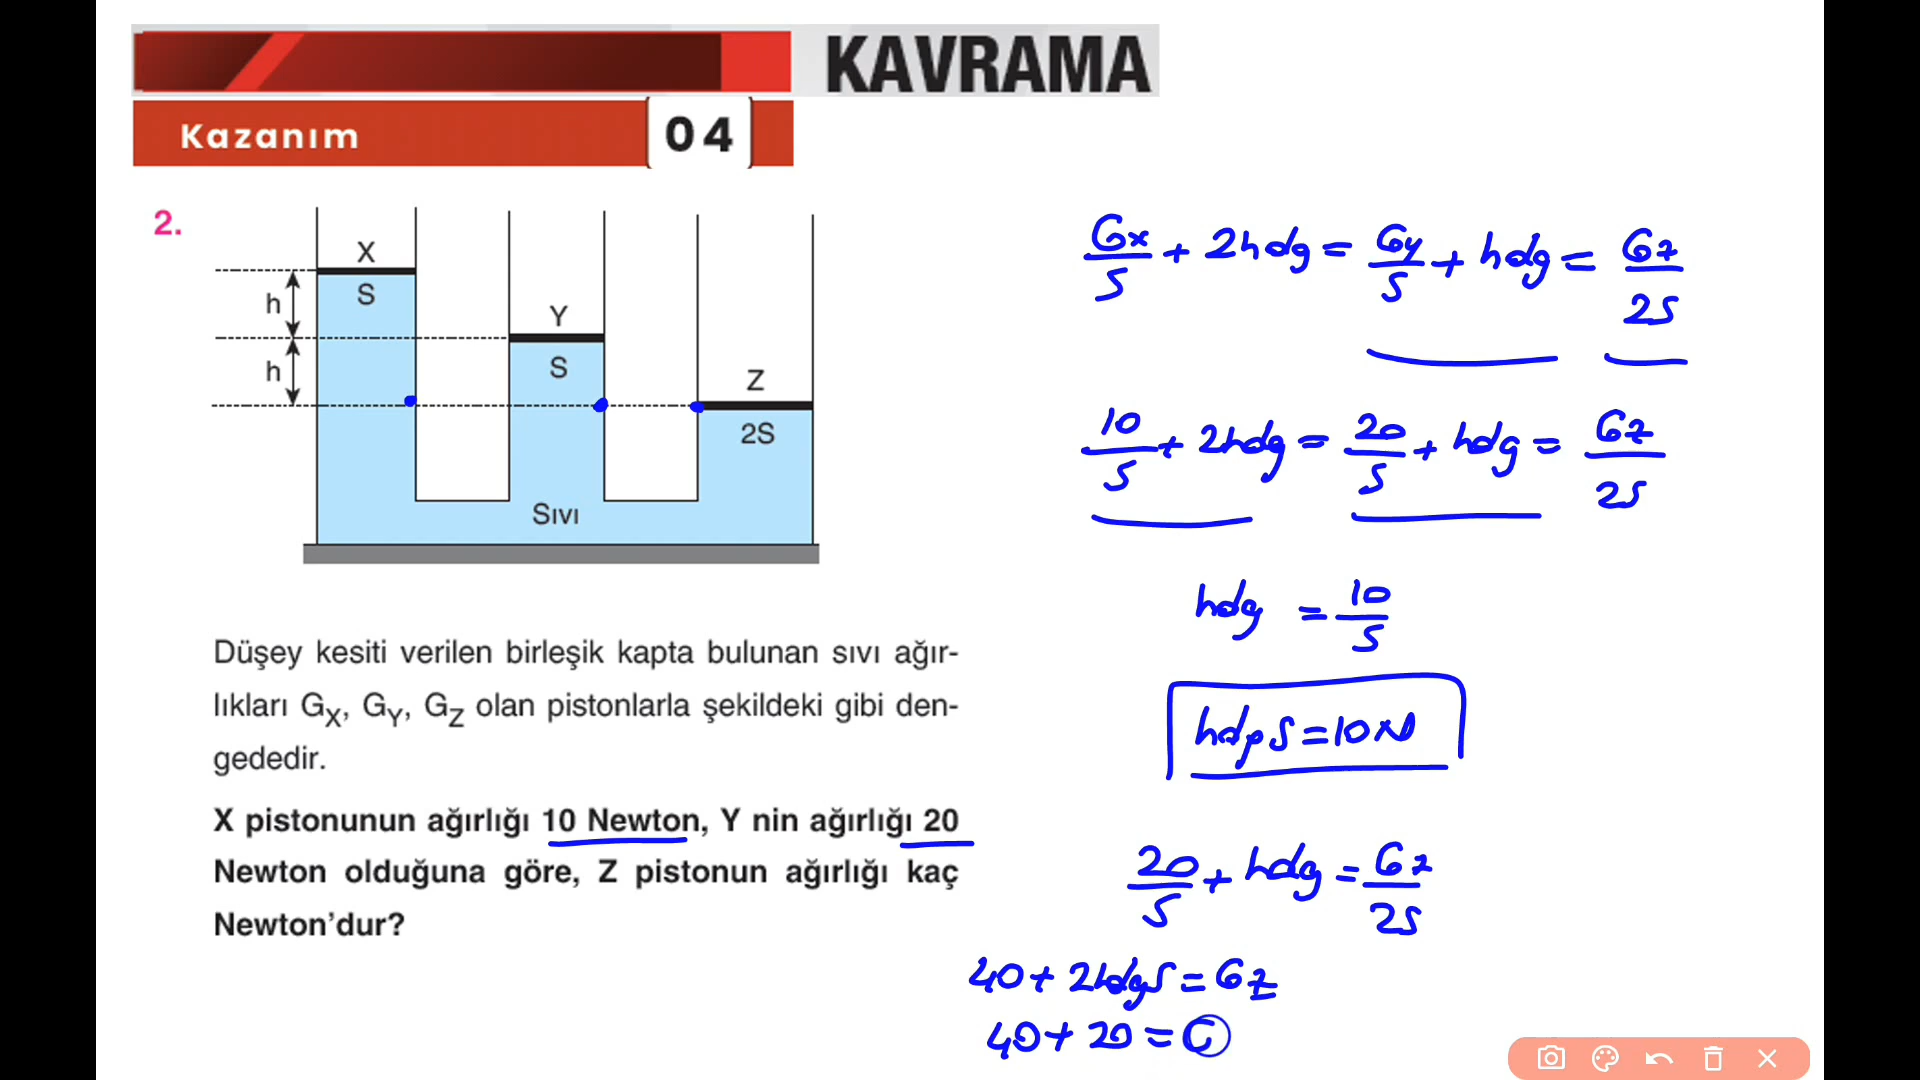 KAVRAMA
Kazanım 04
2.
X
S
h
Y
S
h
Z
2S
Sıvı
Düşey kesiti verilen birleşik kapta bulunan sıvı ağır-
lıkları GX, GY, GZ olan pistonlarla şekildeki gibi den-
gededir.
X pistonunun ağırlığı 10 Newton, Y nin ağırlığı 20
Newton olduğuna göre, Z pistonun ağırlığı kaç
Newton'dur?
Gx/S + 2hdg = Gy/S + hdg = Gz/2S
10/S + 2hdg = 20/S + hdg = Gz/2S
hdg = 10/S
hdgS = 10N
20/S + hdg = Gz/2S
40 + 2hdgS = Gz
40 + 20 = G